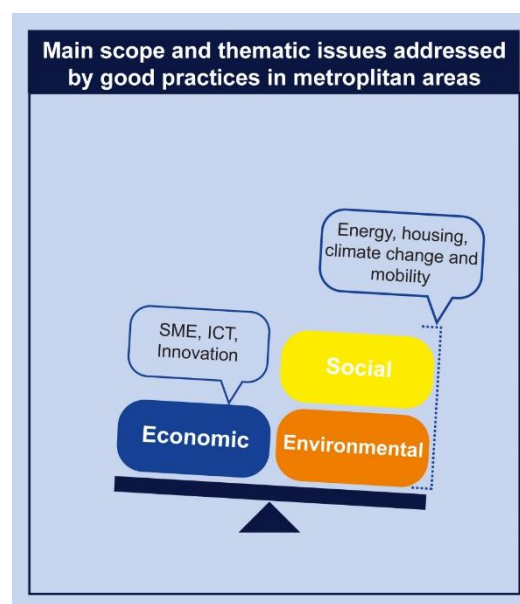 Main scope and thematic issues addressed
by good practices in metroplitan areas
Energy, housing,
climate change and
mobility
SME, ICT,
Innovation
Social
Economic
Environmental